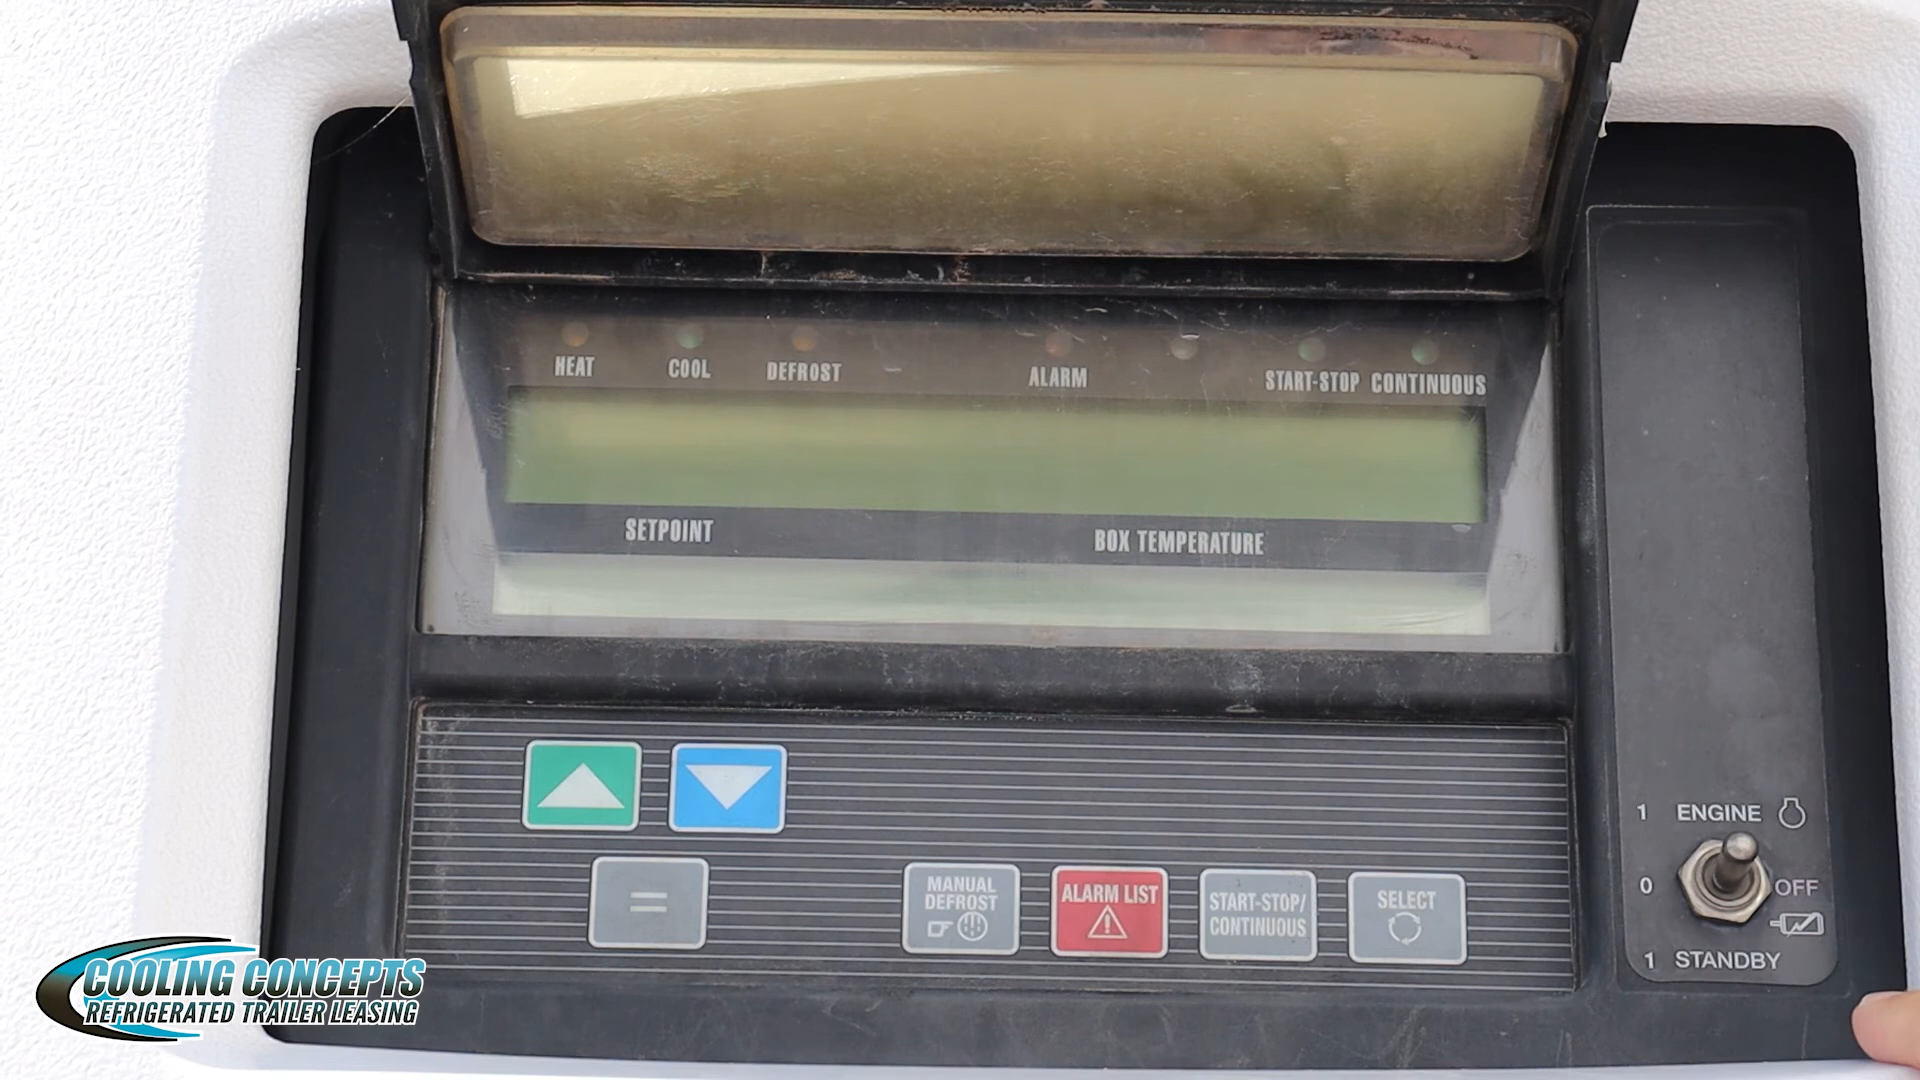 HEAT
COOL
DEFROST
ALARM
START-STOP
CONTINUOUS
SETPOINT
BOX TEMPERATURE
=
MANUAL
DEFROST
ALARM LIST
START-STOP/
CONTINUOUS
SELECT
1 ENGINE
0 OFF
1 STANDBY
COOLING CONCEPTS
REFRIGERATED TRAILER LEASING